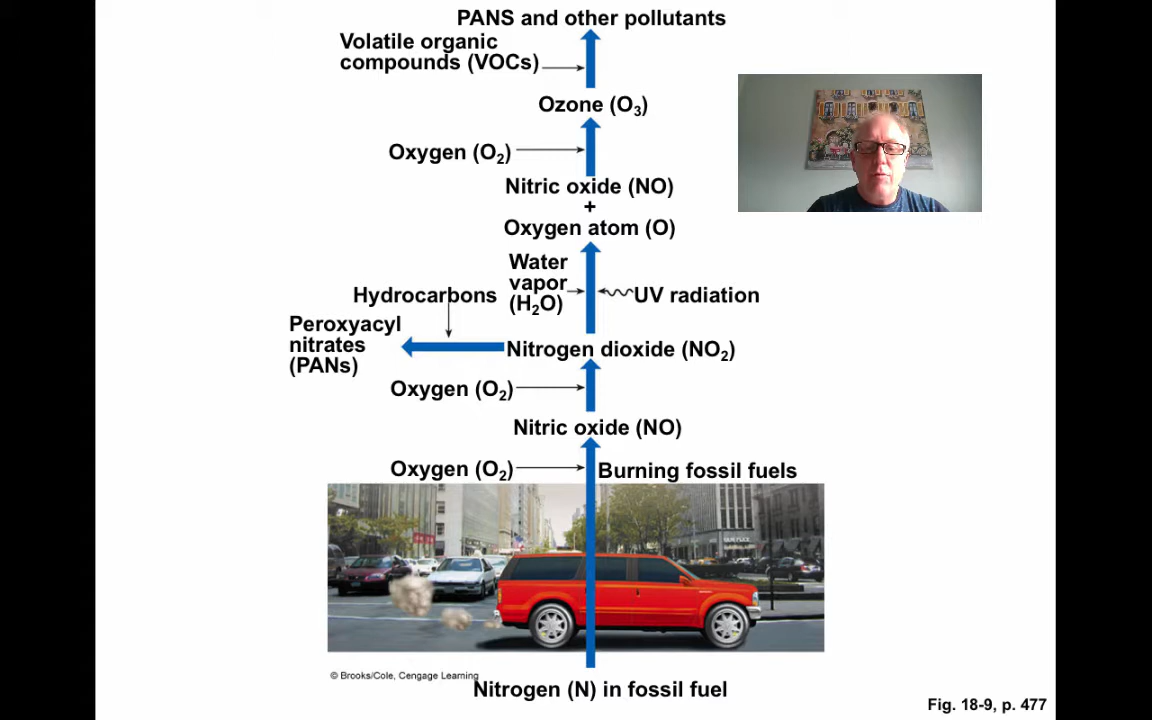 PANS and other pollutants
Volatile organic
compounds (VOCs)
Ozone (O₃)
Oxygen (O₂)
Nitric oxide (NO)
+
Oxygen atom (O)
Water
vapor
(H₂O)
UV radiation
Hydrocarbons
Peroxyacyl
nitrates
(PANs)
Nitrogen dioxide (NO₂)
Oxygen (O₂)
Nitric oxide (NO)
Oxygen (O₂)
Burning fossil fuels
© Brooks/Cole, Cengage Learning
Nitrogen (N) in fossil fuel
Fig. 18-9, p. 477